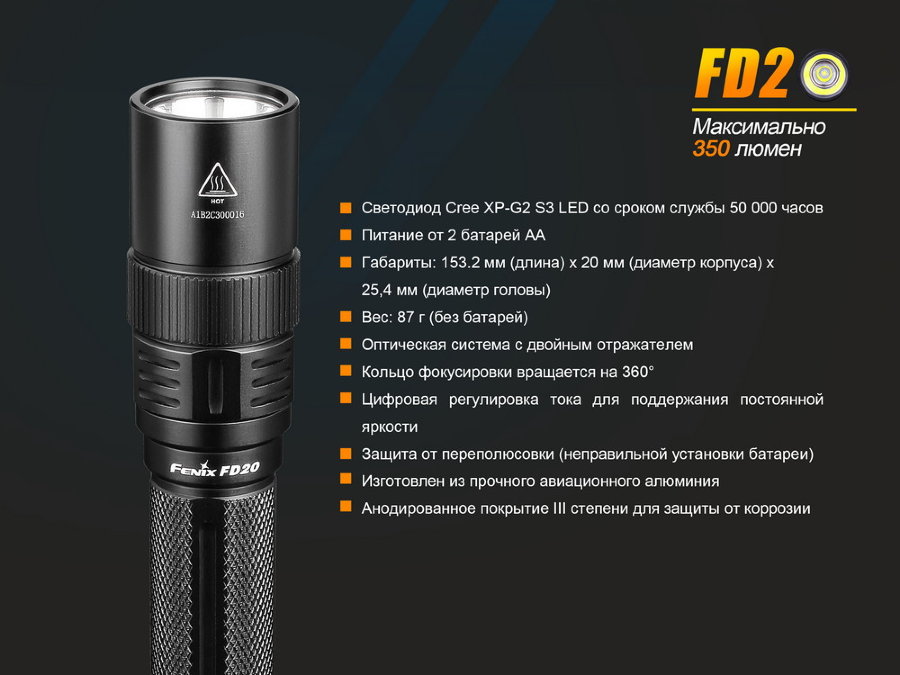 FD20
Максимально
350 люмен
HOT
A1B2C300016
Светодиод Cree XP-G2 S3 LED со сроком службы 50 000 часов
Питание от 2 батарей АА
Габариты: 153.2 мм (длина) х 20 мм (диаметр корпуса) х
25,4 мм (диаметр головы)
Вес: 87 г (без батарей)
Оптическая система с двойным отражателем
Кольцо фокусировки вращается на 360°
Цифровая регулировка тока для поддержания постоянной
яркости
Защита от переполюсовки (неправильной установки батареи)
FENIX FD20
Изготовлен из прочного авиационного алюминия
Анодированное покрытие III степени для защиты от коррозии